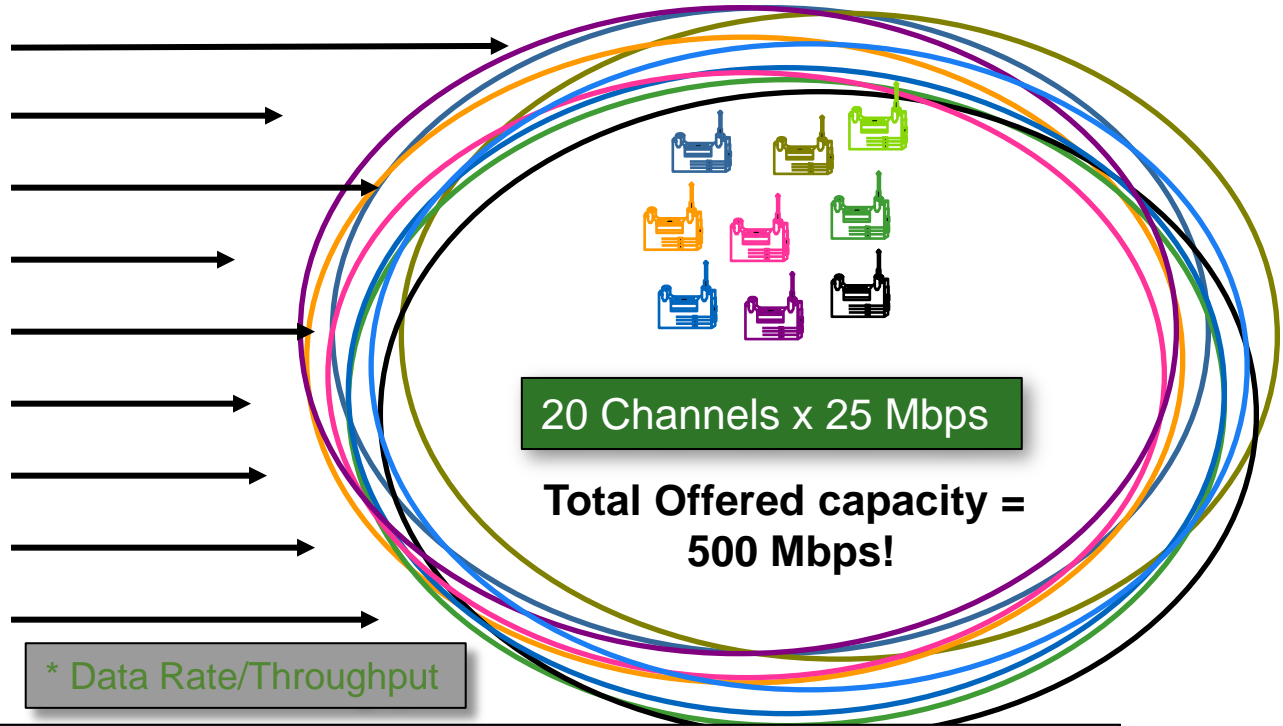 20 Channels x 25 Mbps
Total Offered capacity =
500 Mbps!
* Data Rate/Throughput